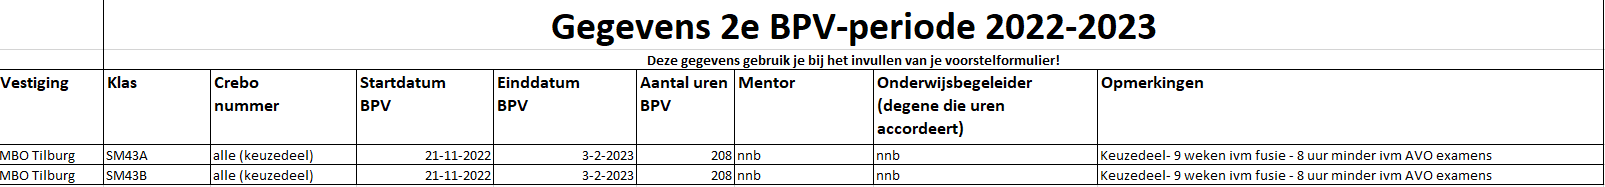 Gegevens 2e BPV-periode 2022-2023
Deze gegevens gebruik je bij het invullen van je voorstelformulier!
Vestiging Klas Crebo nummer Startdatum BPV Einddatum BPV Aantal uren BPV Mentor Onderwijsbegeleider (degene die uren accordeert) Opmerkingen
MBO Tilburg SM43A alle (keuzedeel) 21-11-2022 3-2-2023 208 nnb nnb Keuzedeel- 9 weken ivm fusie - 8 uur minder ivm AVO examens
MBO Tilburg SM43B alle (keuzedeel) 21-11-2022 3-2-2023 208 nnb nnb Keuzedeel- 9 weken ivm fusie - 8 uur minder ivm AVO examens